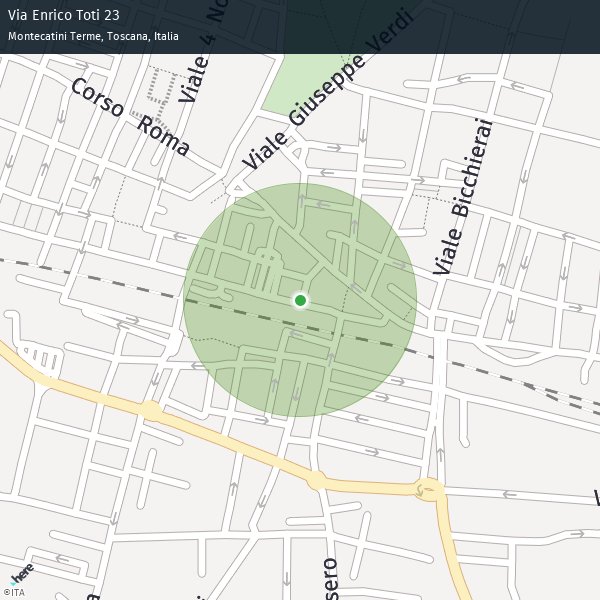 Via Enrico Toti 23
Montecatini Terme, Toscana, Italia
Viale 4 No
Viale Giuseppe Verdi
Corso Roma
Viale Bicchierai
sero
here
©ITA